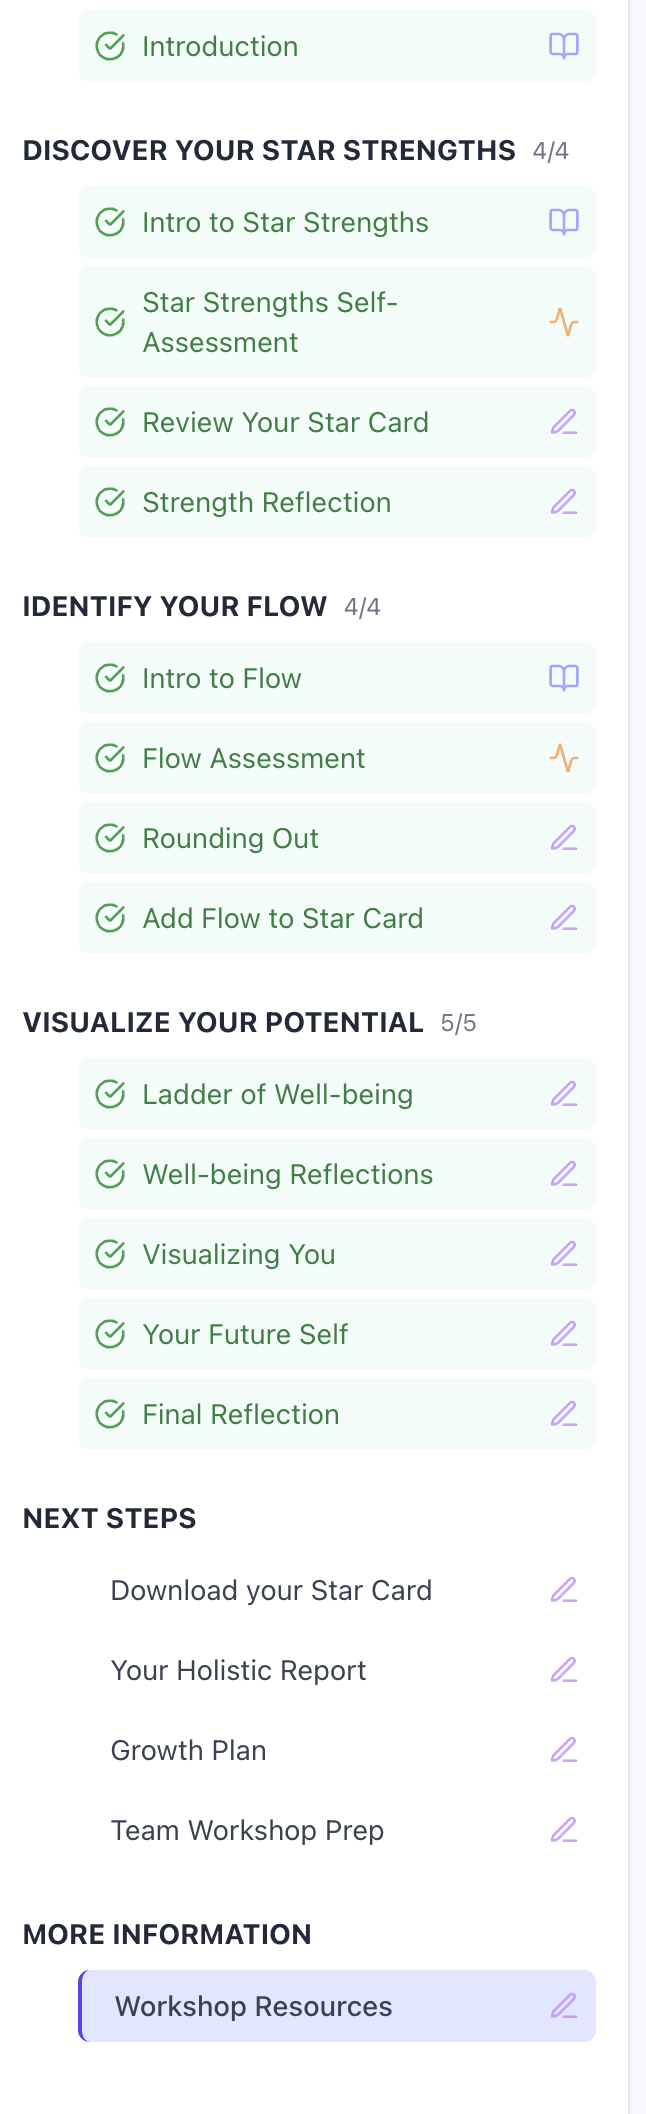 Introduction
DISCOVER YOUR STAR STRENGTHS 4/4
Intro to Star Strengths
Star Strengths Self-
Assessment
Review Your Star Card
Strength Reflection
IDENTIFY YOUR FLOW 4/4
Intro to Flow
Flow Assessment
Rounding Out
Add Flow to Star Card
VISUALIZE YOUR POTENTIAL 5/5
Ladder of Well-being
Well-being Reflections
Visualizing You
Your Future Self
Final Reflection
NEXT STEPS
Download your Star Card
Your Holistic Report
Growth Plan
Team Workshop Prep
MORE INFORMATION
Workshop Resources